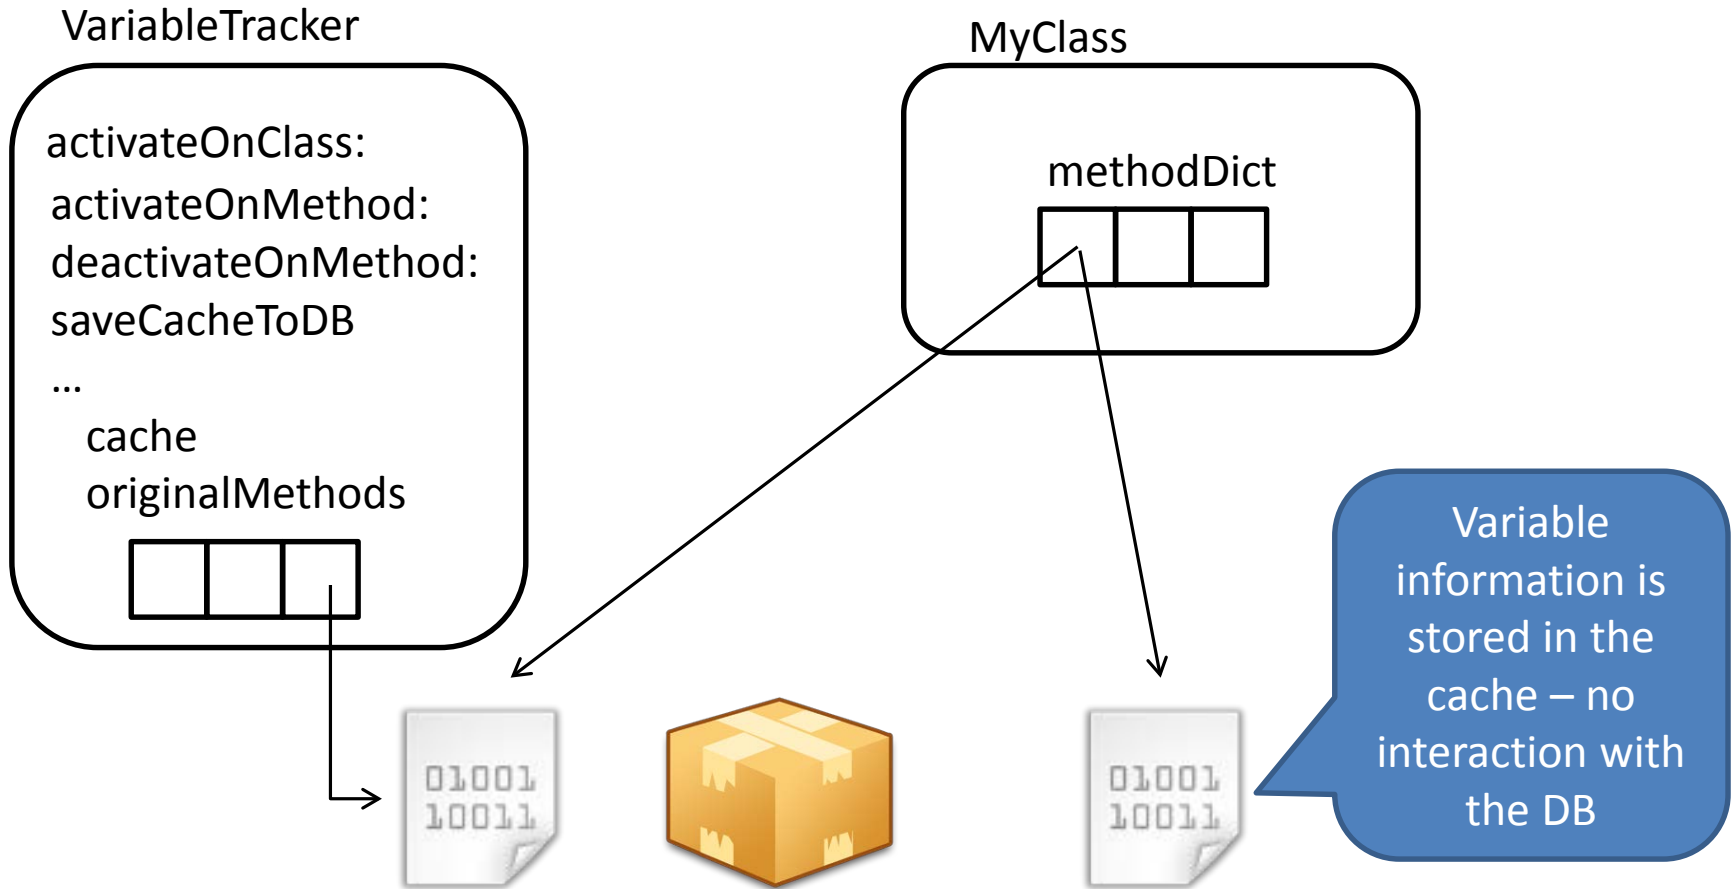 VariableTracker
activateOnClass:
activateOnMethod:
deactivateOnMethod:
saveCacheToDB
…
cache
originalMethods
MyClass
methodDict
01001
10011
01001
10011
Variable
information is
stored in the
cache – no
interaction with
the DB